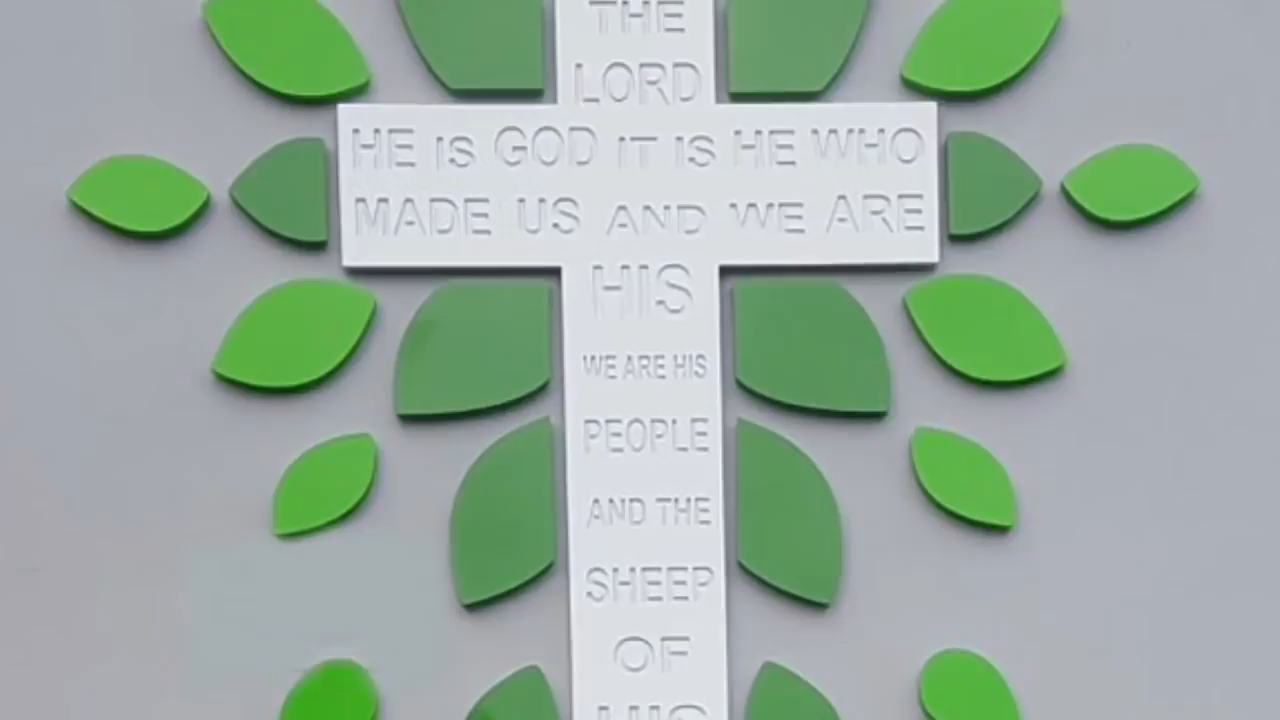 THE
LORD
HE IS GOD IT IS HE WHO
MADE US AND WE ARE
HIS
WE ARE HIS
PEOPLE
AND THE
SHEEP
OF
HIS